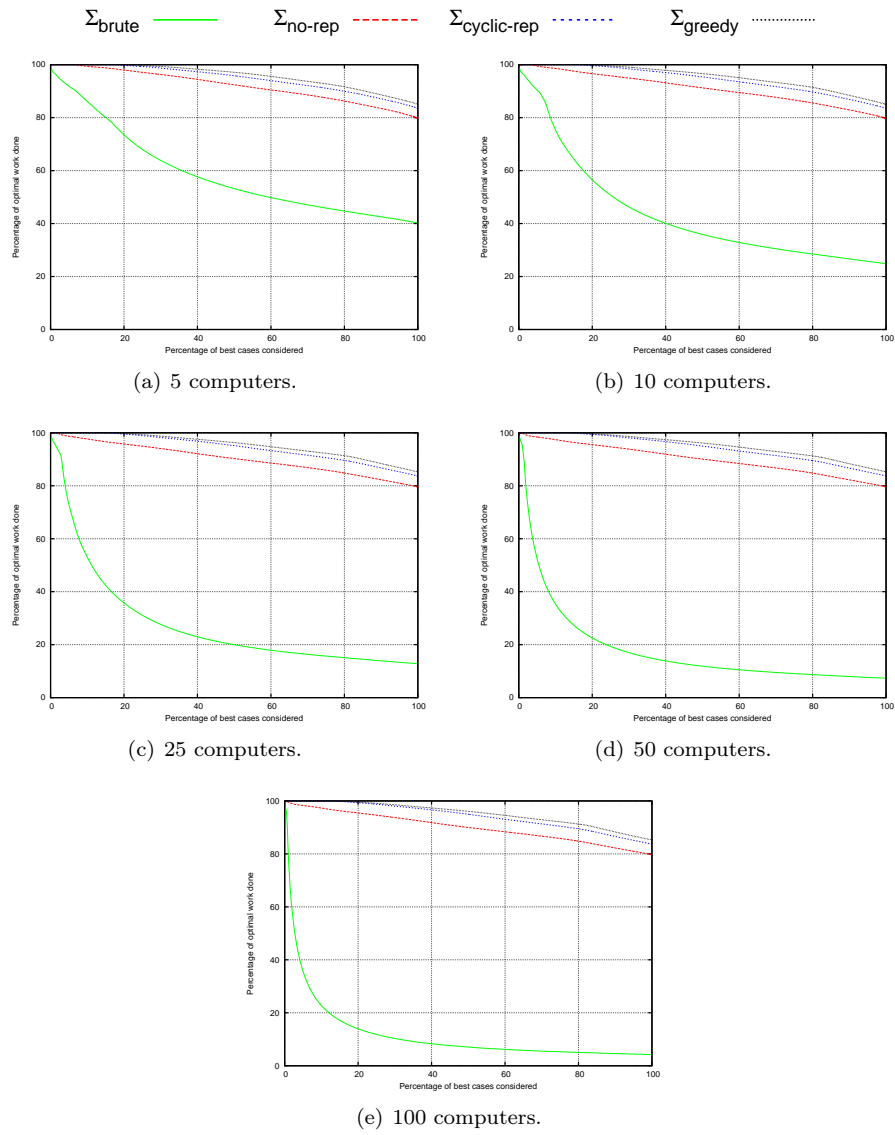 Σbrute Σno-rep Σcyclic-rep Σgreedy
100
80
60
40
20
0
Percentage of optimal work done
0 20 40 60 80 100
Percentage of best cases considered
(a) 5 computers.
100
80
60
40
20
0
Percentage of optimal work done
0 20 40 60 80 100
Percentage of best cases considered
(b) 10 computers.
100
80
60
40
20
0
Percentage of optimal work done
0 20 40 60 80 100
Percentage of best cases considered
(c) 25 computers.
100
80
60
40
20
0
Percentage of optimal work done
0 20 40 60 80 100
Percentage of best cases considered
(d) 50 computers.
100
80
60
40
20
0
Percentage of optimal work done
0 20 40 60 80 100
Percentage of best cases considered
(e) 100 computers.